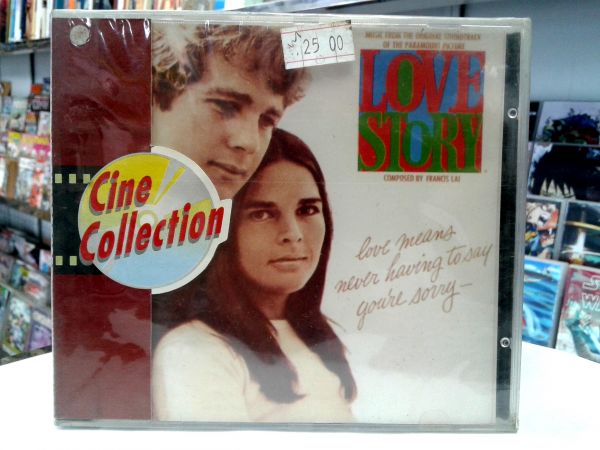 25 00
MUSIC FROM THE ORIGINAL SOUNDTRACK
OF THE PARAMOUNT PICTURE
LOVE
STORY
COMPOSED BY FRANCIS LAI
Cine
Collection
love means
never having to say
you're sorry—